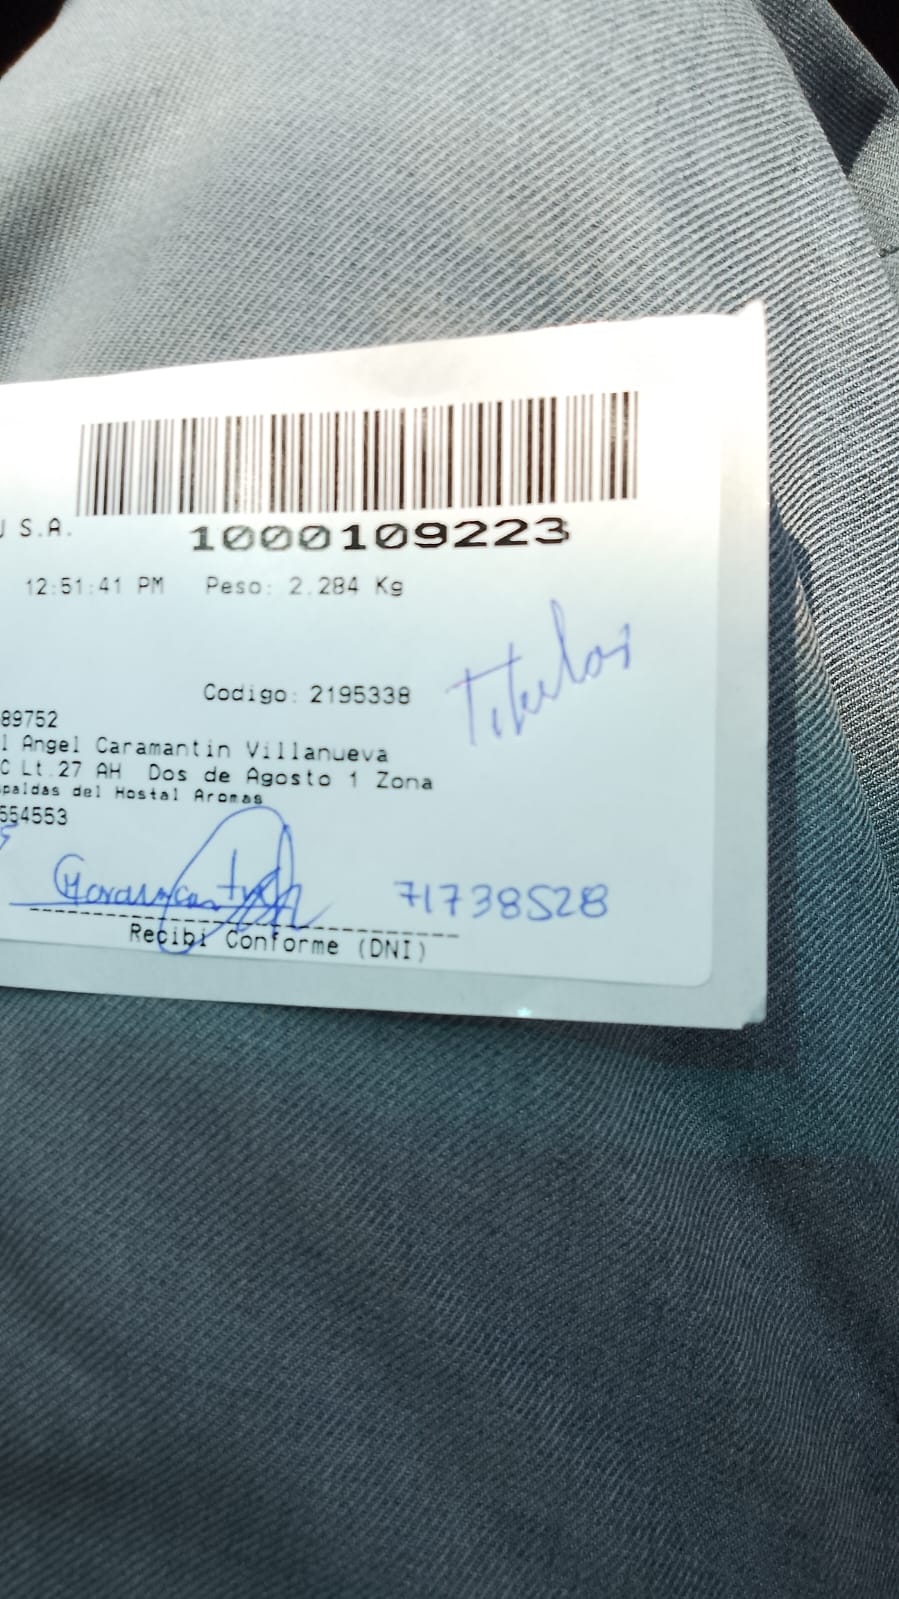 S.A.
1000109223
12:51:41 PM Peso: 2.284 Kg
Titulos
Codigo: 2195338
89752
l Angel Caramantin Villanueva
C Lt.27 AH Dos de Agosto 1 Zona
paldas del Hostal Aromas
554553
71738528
Recibi Conforme (DNI)